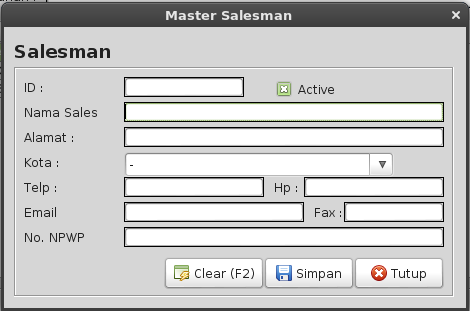 Master Salesman
Salesman
ID : Active
Nama Sales
Alamat :
Kota : -
Telp : Hp :
Email Fax :
No. NPWP
Clear (F2) Simpan Tutup